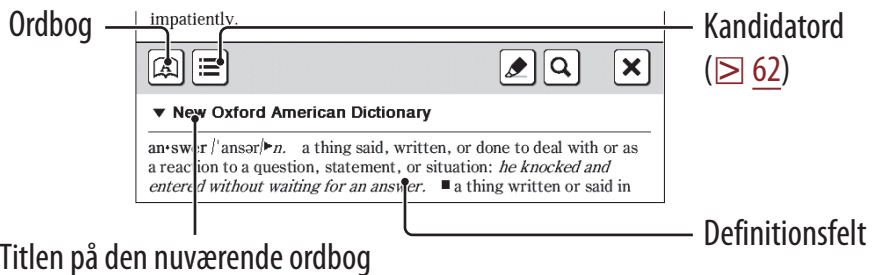 Ordbog
impatiently.
Kandidatord
(62)
▼ New Oxford American Dictionary
an•swer /ˈansər/▶n. a thing said, written, or done to deal with or as
a reaction to a question, statement, or situation: he knocked and
entered without waiting for an answer. ■ a thing written or said in
Definitionsfelt
Titlen på den nuværende ordbog